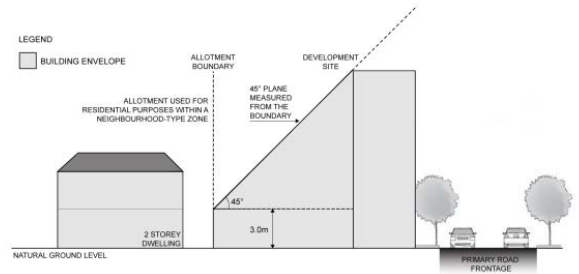 LEGEND
BUILDING ENVELOPE
ALLOTMENT
BOUNDARY
DEVELOPMENT
SITE
ALLOTMENT USED FOR
RESIDENTIAL PURPOSES WITHIN A
NEIGHBOURHOOD-TYPE ZONE
45° PLANE
MEASURED
FROM THE
BOUNDARY
45°
3.0m
2 STOREY
DWELLING
NATURAL GROUND LEVEL
PRIMARY ROAD
FRONTAGE